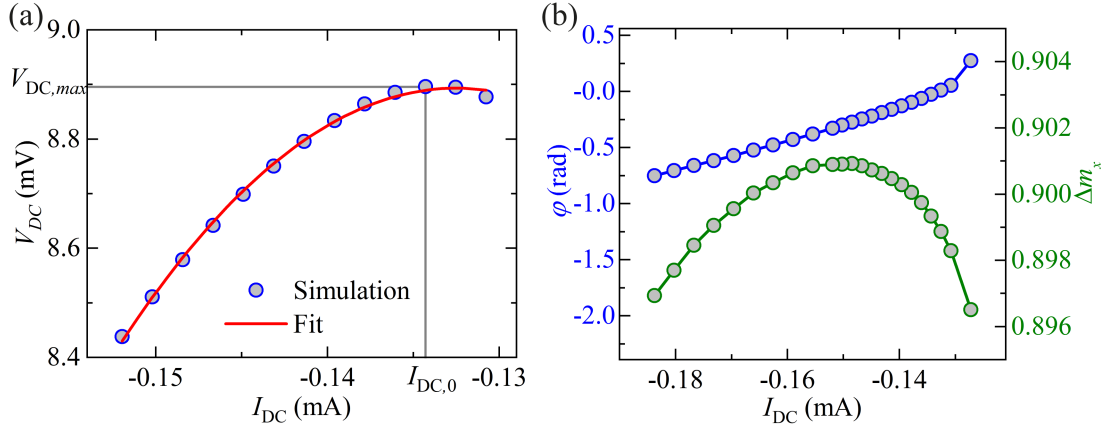 (a)
9.0
V_DC,max
8.8
8.6
8.4
V_DC (mV)
Simulation
Fit
-0.15
-0.14
I_DC,0
-0.13
I_DC (mA)
(b)
0.5
-0.0
-0.5
-1.0
-1.5
-2.0
φ (rad)
0.904
0.902
0.900
0.898
0.896
Δm_x
-0.18
-0.16
-0.14
I_DC (mA)